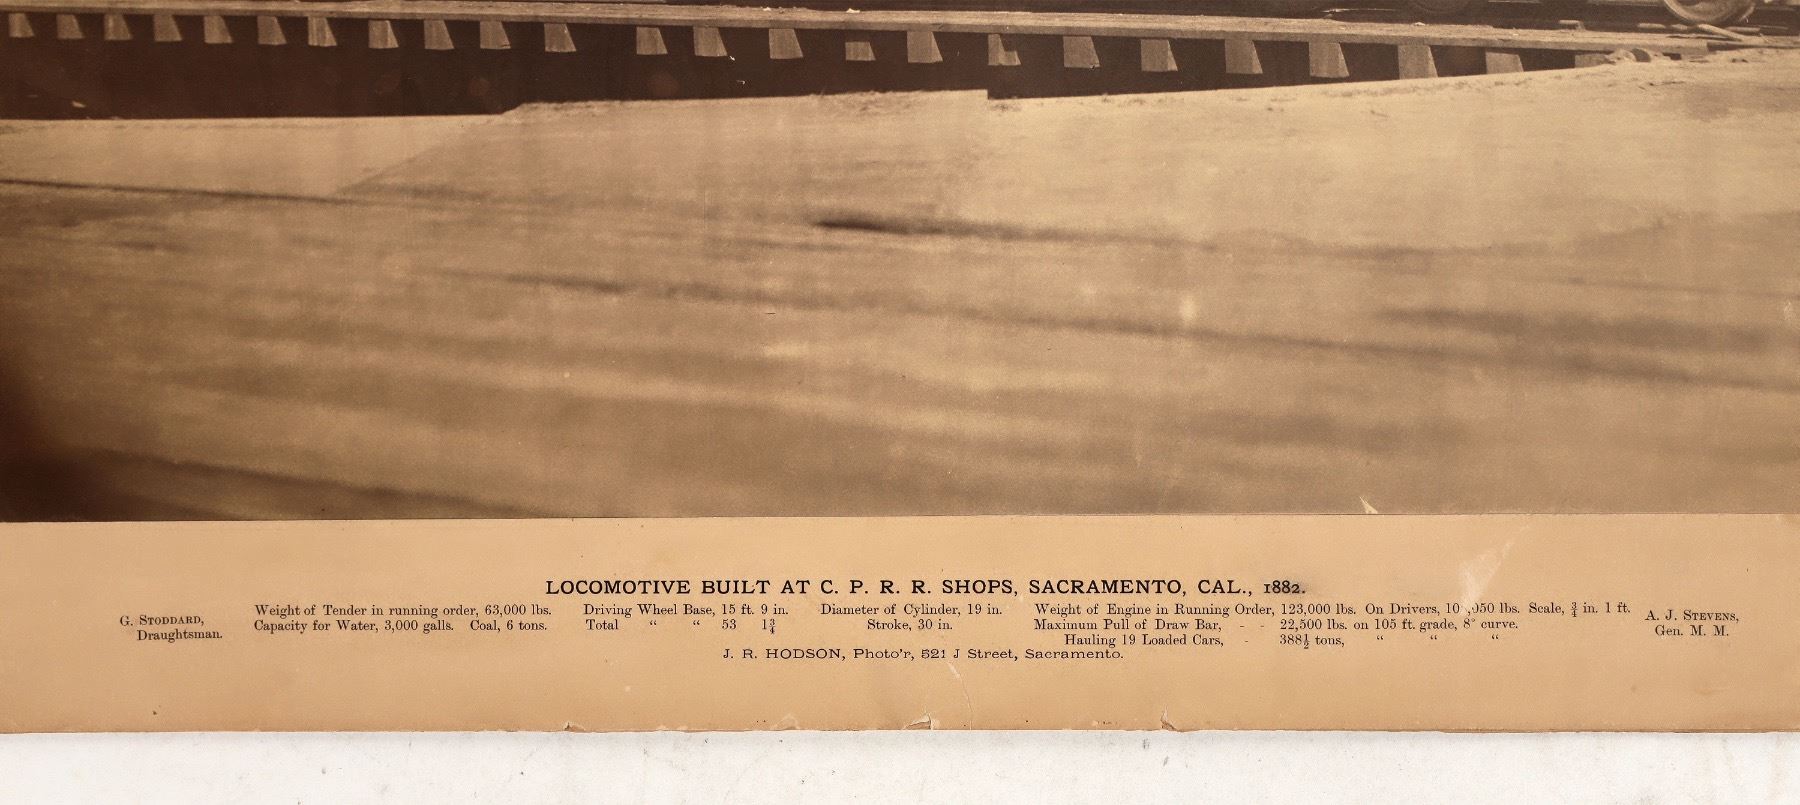 LOCOMOTIVE BUILT AT C. P. R. R. SHOPS, SACRAMENTO, CAL., 1882.
G. STODDARD,
Draughtsman.
Weight of Tender in running order, 63,000 lbs.
Capacity for Water, 3,000 galls. Coal, 6 tons.
Driving Wheel Base, 15 ft. 9 in.
Total “ “ 53 1¾
Diameter of Cylinder, 19 in.
Stroke, 30 in.
Weight of Engine in Running Order, 123,000 lbs. On Drivers, lbs. Scale, ¾ in. 1 ft.
Maximum Pull of Draw Bar, - - 22,500 lbs. on 105 ft. grade, 8° curve.
Hauling 19 Loaded Cars, - 388½ tons, “ “ “
A. J. STEVENS,
Gen. M. M.
J. R. HODSON, Photo'r, 521 J Street, Sacramento.